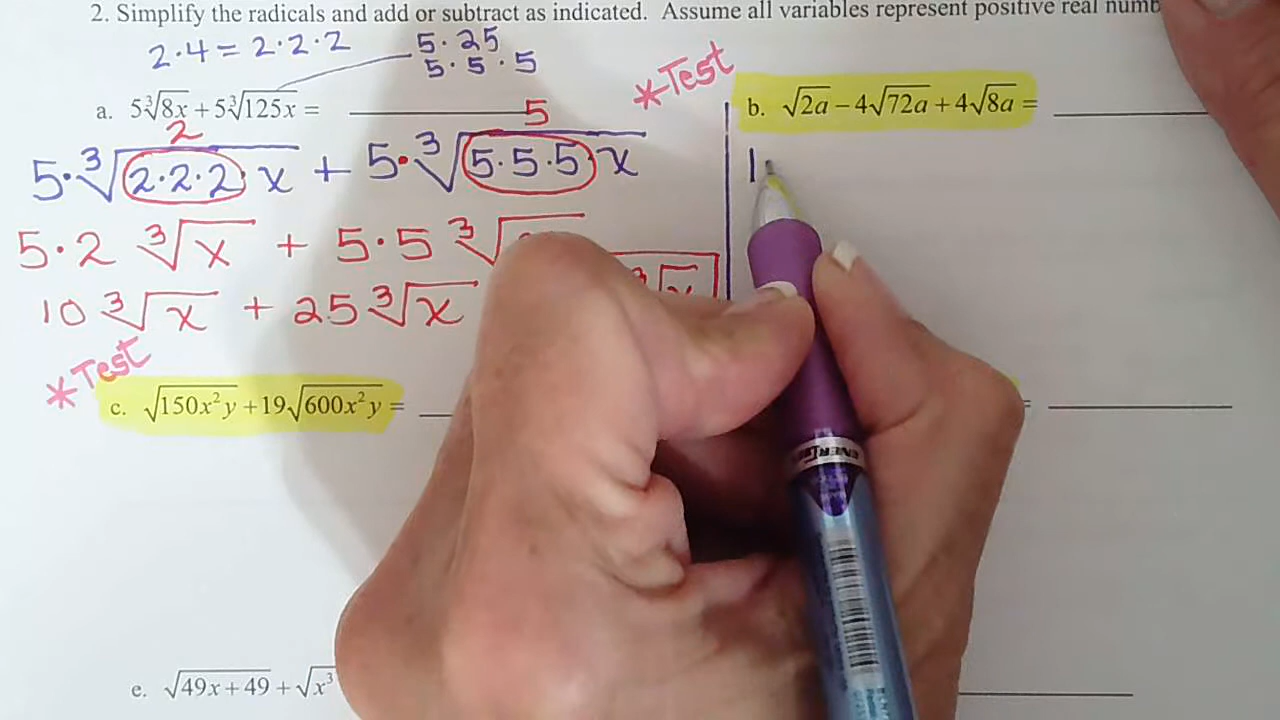 2. Simplify the radicals and add or subtract as indicated. Assume all variables represent positive real
2·4 = 2·2·2
5·25
5·5·5
*Test
a. 5∛8x + 5∛125x =
b. √2a − 4√72a + 4√8a =
2
5
5·∛2·2·2·x + 5·∛5·5·5·x
1·
5·2 ∛x + 5·5 ∛
10 ∛x + 25 ∛x
∛x
*Test
c. √150x²y + 19√600x²y =
=
e. √49x + 49 + √x³